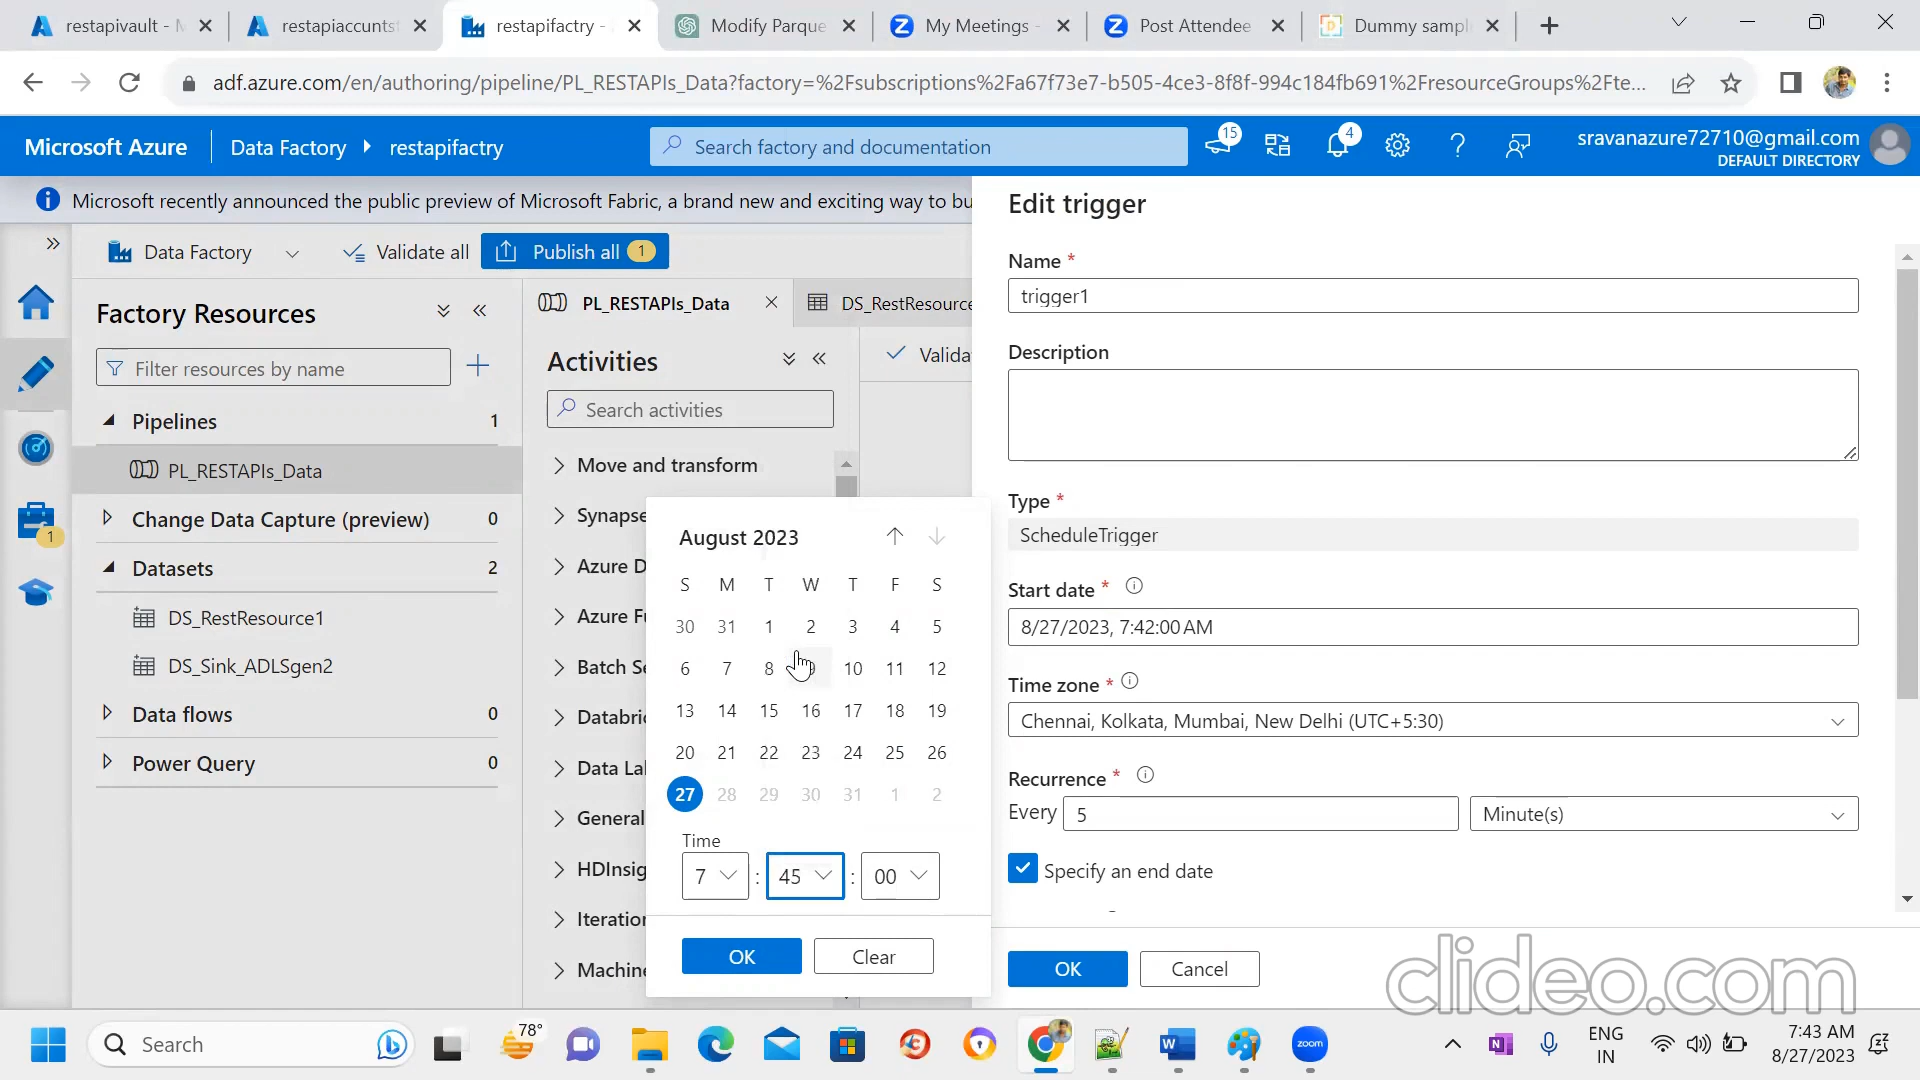 restapivault - M
restapiaccuntst
restapifactry -
Modify Parque
My Meetings -
Post Attendee
Dummy sampl
adf.azure.com/en/authoring/pipeline/PL_RESTAPIs_Data?factory=%2Fsubscriptions%2Fa67f73e7-b505-4ce3-8f8f-994c184fb691%2FresourceGroups%2Fte...
Microsoft Azure
Data Factory
restapifactry
Search factory and documentation
15
4
sravanazure72710@gmail.com
DEFAULT DIRECTORY
Microsoft recently announced the public preview of Microsoft Fabric, a brand new and exciting way to bu
Data Factory
Validate all
Publish all 1
Factory Resources
Filter resources by name
Pipelines 1
PL_RESTAPIs_Data
Change Data Capture (preview) 0
Datasets 2
DS_RestResource1
DS_Sink_ADLSgen2
Data flows 0
Power Query 0
1
PL_RESTAPIs_Data
DS_RestResource
Activities
Valida
Search activities
Move and transform
Synapse
Azure D
Azure Fu
Batch Se
Databric
Data Lal
General
HDInsig
Iteration
Machine
August 2023
S M T W T F S
30 31 1 2 3 4 5
6 7 8 9 10 11 12
13 14 15 16 17 18 19
20 21 22 23 24 25 26
27 28 29 30 31 1 2
Time
7 : 45 : 00
OK
Clear
Edit trigger
Name *
trigger1
Description
Type *
ScheduleTrigger
Start date *
8/27/2023, 7:42:00 AM
Time zone *
Chennai, Kolkata, Mumbai, New Delhi (UTC+5:30)
Recurrence *
Every 5 Minute(s)
Specify an end date
OK
Cancel
clideo.com
Search
78°
zoom
ENG
IN
7:43 AM
8/27/2023